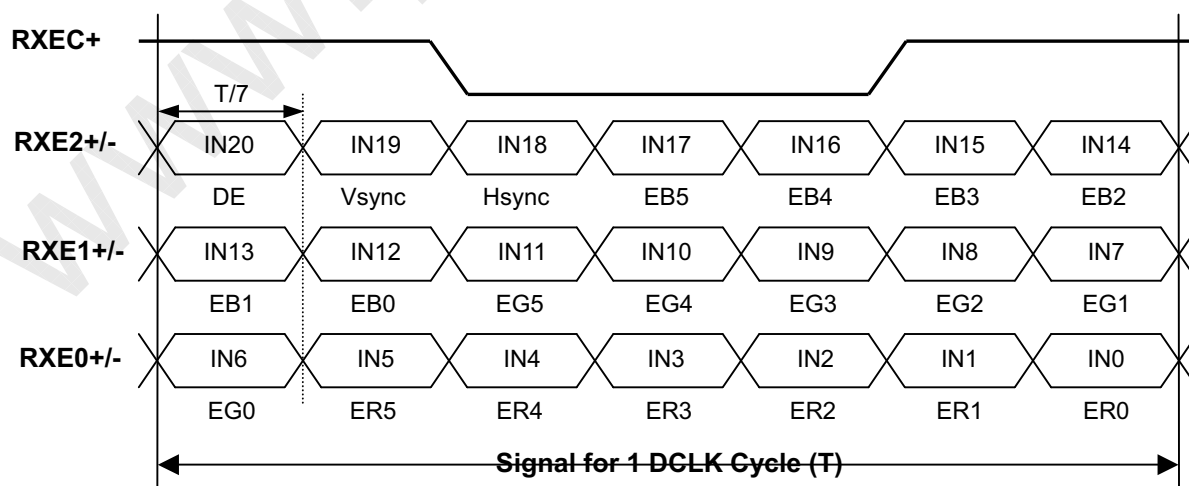 RXEC+
T/7
RXE2+/- IN20 IN19 IN18 IN17 IN16 IN15 IN14
DE Vsync Hsync EB5 EB4 EB3 EB2
RXE1+/- IN13 IN12 IN11 IN10 IN9 IN8 IN7
EB1 EB0 EG5 EG4 EG3 EG2 EG1
RXE0+/- IN6 IN5 IN4 IN3 IN2 IN1 IN0
EG0 ER5 ER4 ER3 ER2 ER1 ER0
Signal for 1 DCLK Cycle (T)